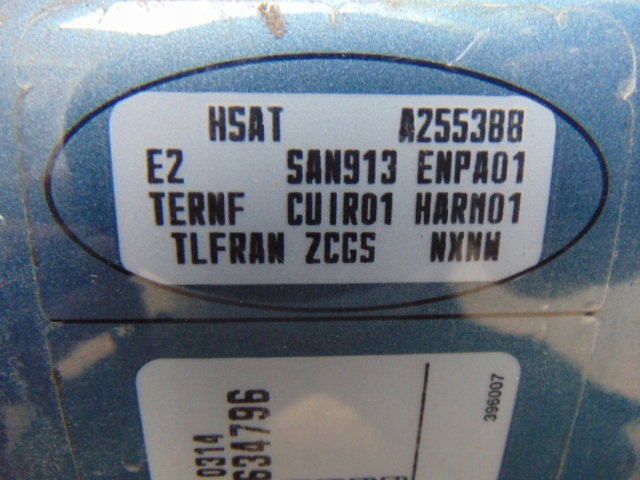 HSAT A255388
E2 SAN913 ENPA01
TERNF CUIR01 HARM01
TLFRAN ZCGS NXNW
0314
634796
396007